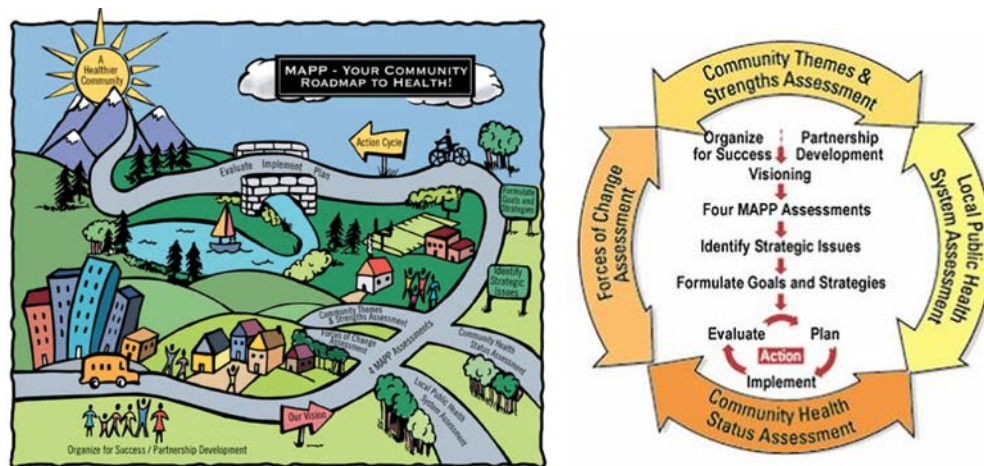 A
Healthier
Community
MAPP - YOUR COMMUNITY
ROADMAP TO HEALTH!
Action Cycle
Evaluate Implement Plan
Formulate
Goals and
Strategies
Identify
Strategic
Issues
Community Themes
& Strengths Assessment
Forces of Change
Assessment
4 MAPP Assessments
Community Health
Status Assessment
Local Public Health
System Assessment
Our Vision
Organize for Success / Partnership Development
Community Themes &
Strengths Assessment
Organize
for Success
Partnership
Development
Visioning
Four MAPP Assessments
Identify Strategic Issues
Formulate Goals and Strategies
Evaluate
Plan
Action
Implement
Forces of Change
Assessment
Local Public Health
System Assessment
Community Health
Status Assessment